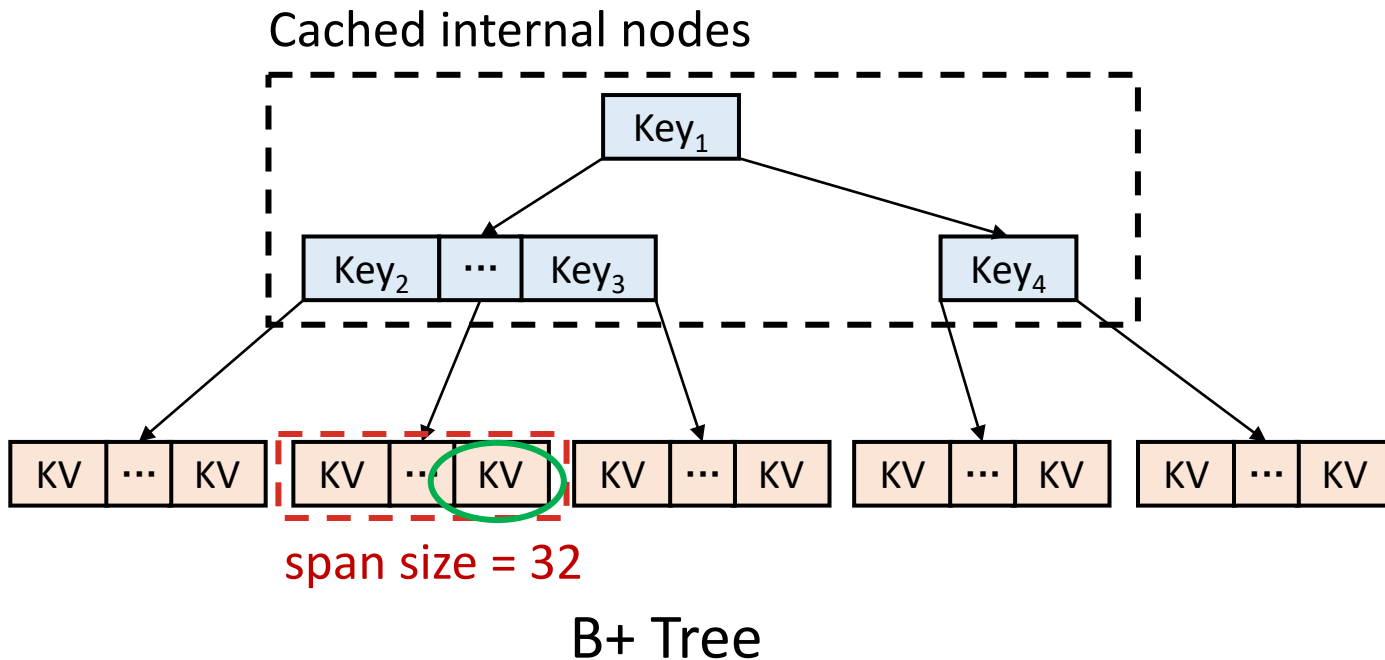 Cached internal nodes
Key₁
Key₂ ... Key₃ Key₄
KV ... KV KV ... KV KV ... KV KV ... KV KV ... KV
span size = 32
B+ Tree